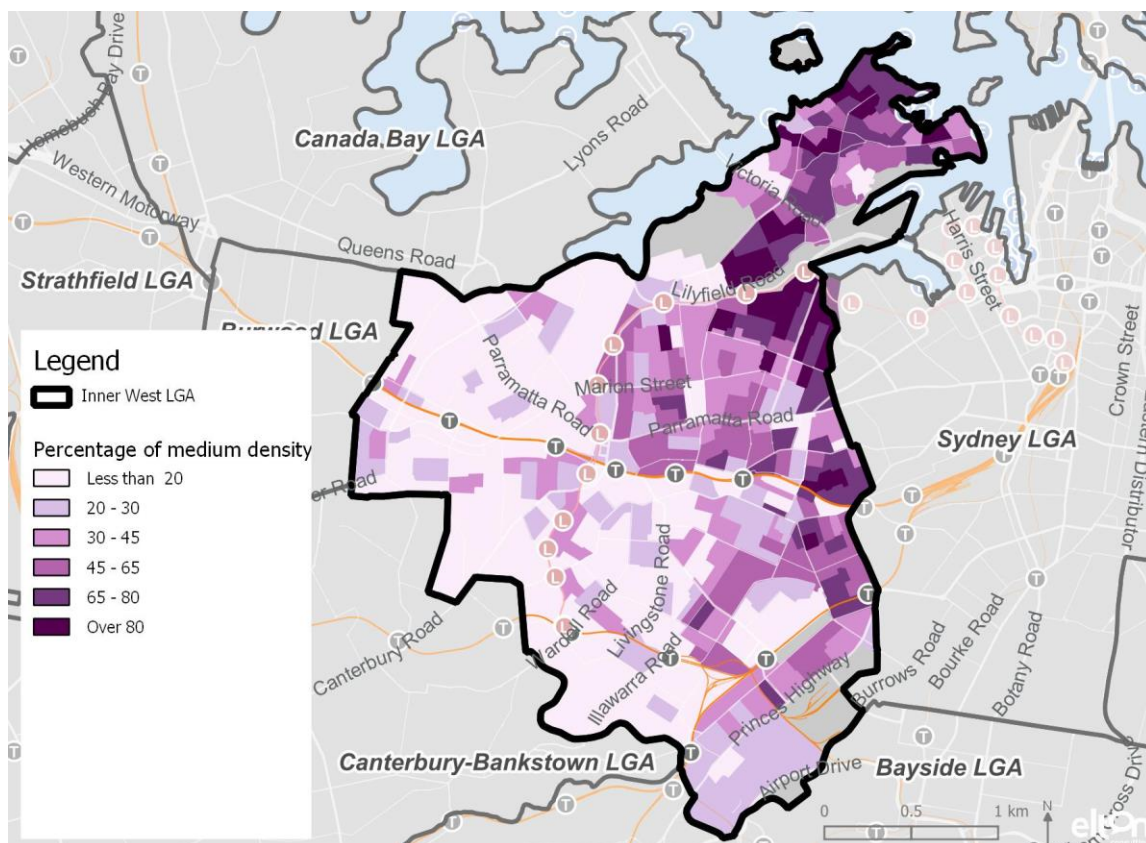 Homebush Bay Drive
Canada Bay LGA
Lyons Road
Western Motorway
Victoria Road
Queens Road
Harris Street
Strathfield LGA
Lilyfield Road
Burwood LGA
Crown Street
Legend
Inner West LGA
Parramatta Road
Marion Street
Parramatta Road
Sydney LGA
Eastern Distributor
Percentage of medium density
Less than 20
20 - 30
30 - 45
45 - 65
65 - 80
Over 80
er Road
Livingstone Road
Wardell Road
Canterbury Road
Illawarra Road
Princes Highway
Burrows Road
Bourke Road
Botany Road
Canterbury-Bankstown LGA
Airport Drive
Bayside LGA
0 0.5 1 km
N
T
L